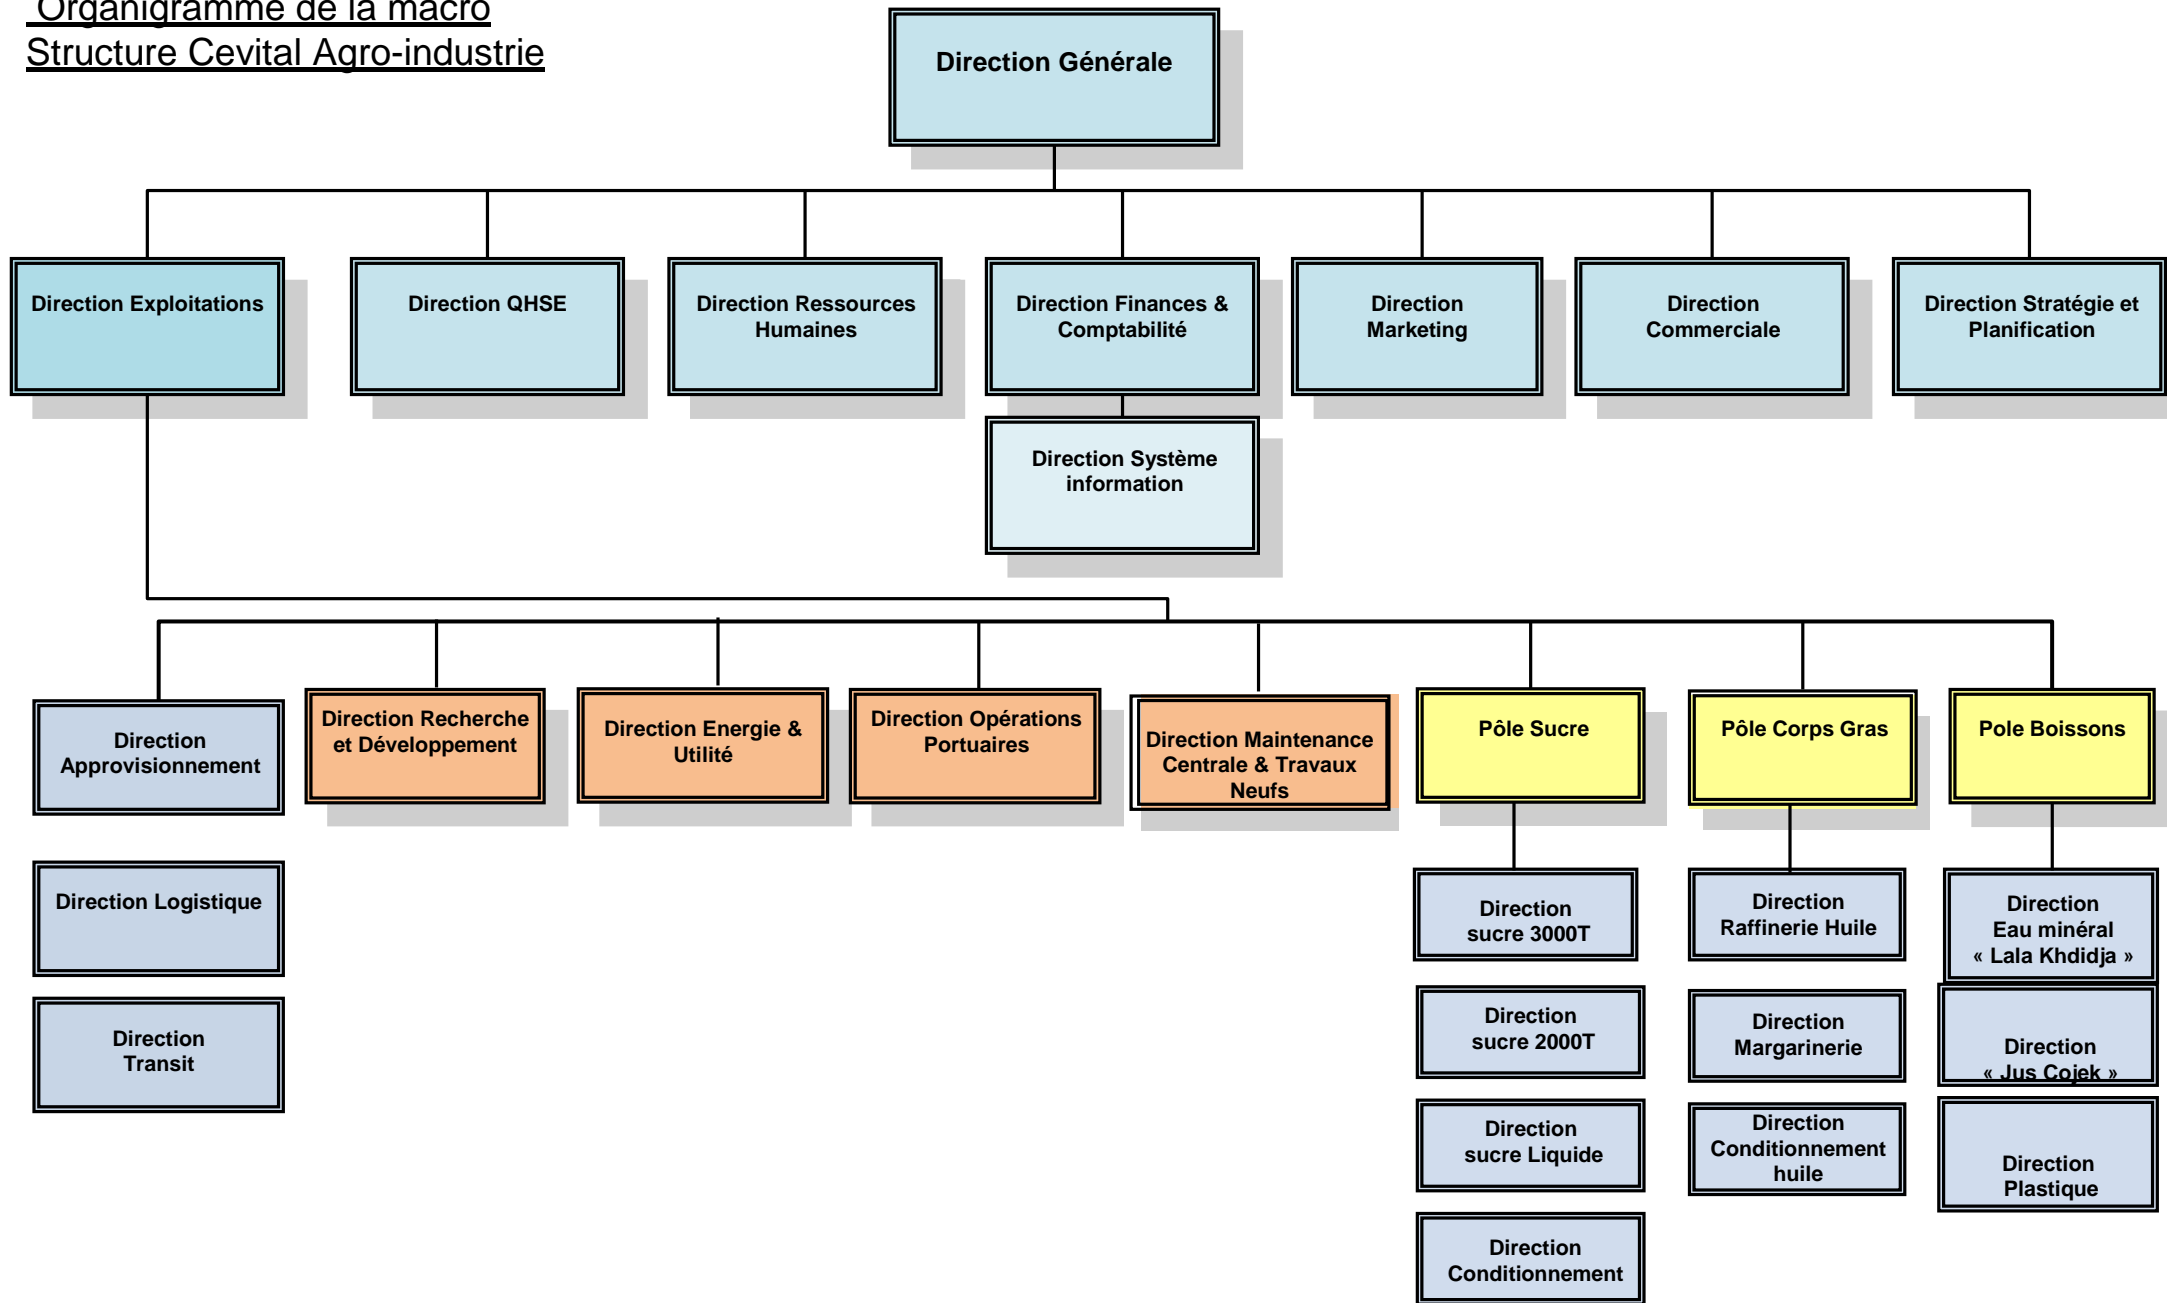 Organigramme de la macro
Structure Cevital Agro-industrie
Direction Générale
Direction Exploitations
Direction QHSE
Direction Ressources
Humaines
Direction Finances &
Comptabilité
Direction
Marketing
Direction
Commerciale
Direction Stratégie et
Planification
Direction Système
information
Direction
Approvisionnement
Direction Recherche
et Développement
Direction Energie &
Utilité
Direction Opérations
Portuaires
Direction Maintenance
Centrale & Travaux
Neufs
Pôle Sucre
Pôle Corps Gras
Pole Boissons
Direction Logistique
Direction
sucre 3000T
Direction
Raffinerie Huile
Direction
Eau minéral
« Lala Khdidja »
Direction
Transit
Direction
sucre 2000T
Direction
Margarinerie
Direction
« Jus Cojek »
Direction
sucre Liquide
Direction
Conditionnement
huile
Direction
Plastique
Direction
Conditionnement